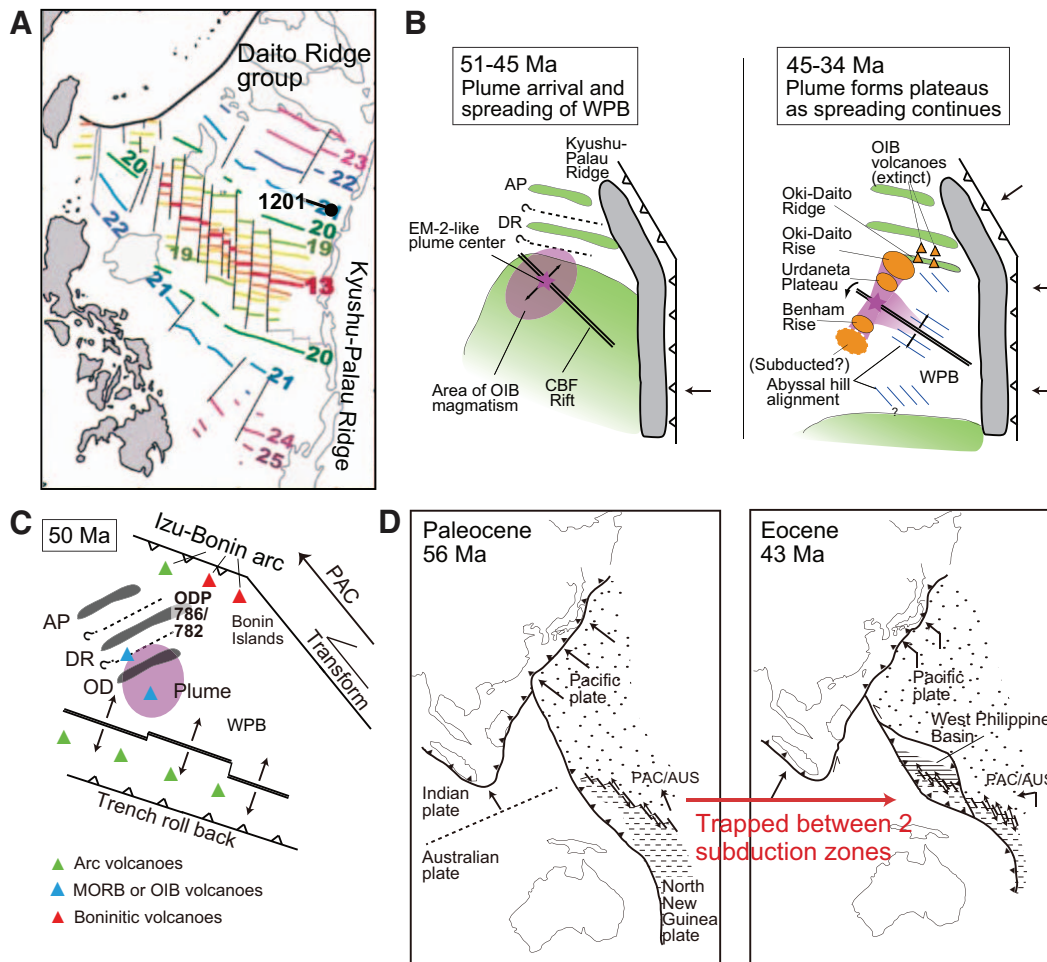 A
Daito Ridge
group
23
22
20
1201
21
20
22
19
19
13
21
20
21
24
25
Kyushu-Palau Ridge
B
51-45 Ma
Plume arrival and
spreading of WPB
Kyushu-
Palau
Ridge
AP
DR
EM-2-like
plume center
Area of OIB
magmatism
CBF
Rift
45-34 Ma
Plume forms plateaus
as spreading continues
OIB
volcanoes
(extinct)
Oki-Daito
Ridge
Oki-Daito
Rise
Urdaneta
Plateau
Benham
Rise
(Subducted?)
WPB
Abyssal hill
alignment
?
C
50 Ma
Izu-Bonin arc
PAC
ODP
786/
782
Bonin
Islands
Transform
AP
DR
OD
Plume
WPB
Trench roll back
Arc volcanoes
MORB or OIB volcanoes
Boninitic volcanoes
D
Paleocene
56 Ma
Pacific
plate
PAC/AUS
Indian
plate
Australian
plate
North
New
Guinea
plate
Trapped between 2
subduction zones
Eocene
43 Ma
Pacific
plate
West Philippine
Basin
PAC/AUS